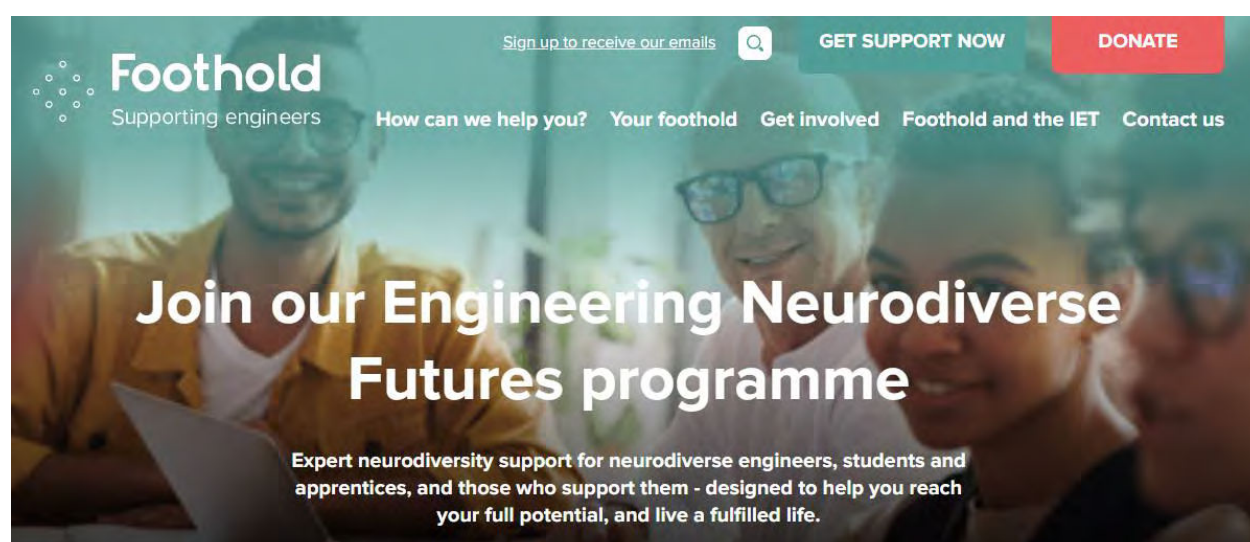 Sign up to receive our emails
GET SUPPORT NOW
DONATE
Foothold
Supporting engineers
How can we help you?
Your foothold
Get involved
Foothold and the IET
Contact us
Join our Engineering Neurodiverse
Futures programme
Expert neurodiversity support for neurodiverse engineers, students and
apprentices, and those who support them - designed to help you reach
your full potential, and live a fulfilled life.